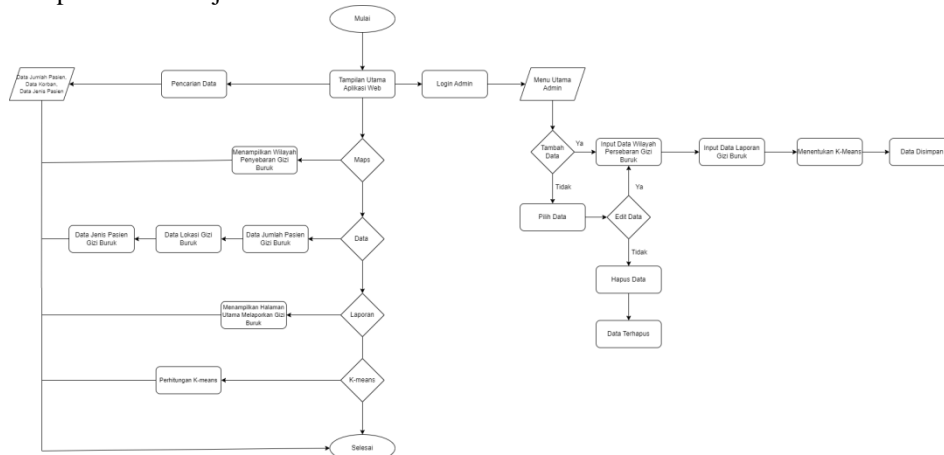 Mulai
Data Jumlah Pasien,
Data Korban,
Data Jenis Pasien
Pencarian Data
Tampilan Utama
Aplikasi Web
Login Admin
Menu Utama
Admin
Menampilkan Wilayah
Penyebaran Gizi
Buruk
Maps
Tambah
Data
Ya
Input Data Wilayah
Persebaran Gizi
Buruk
Input Data Laporan
Gizi Buruk
Menentukan K-Means
Data Disimpan
Tidak
Ya
Pilih Data
Edit Data
Data Jenis Pasien
Gizi Buruk
Data Lokasi Gizi
Buruk
Data Jumlah Pasien
Gizi Buruk
Data
Tidak
Hapus Data
Menampilkan Halaman
Utama Melaporkan Gizi
Buruk
Laporan
Data Terhapus
Perhitungan K-means
K-means
Selesai